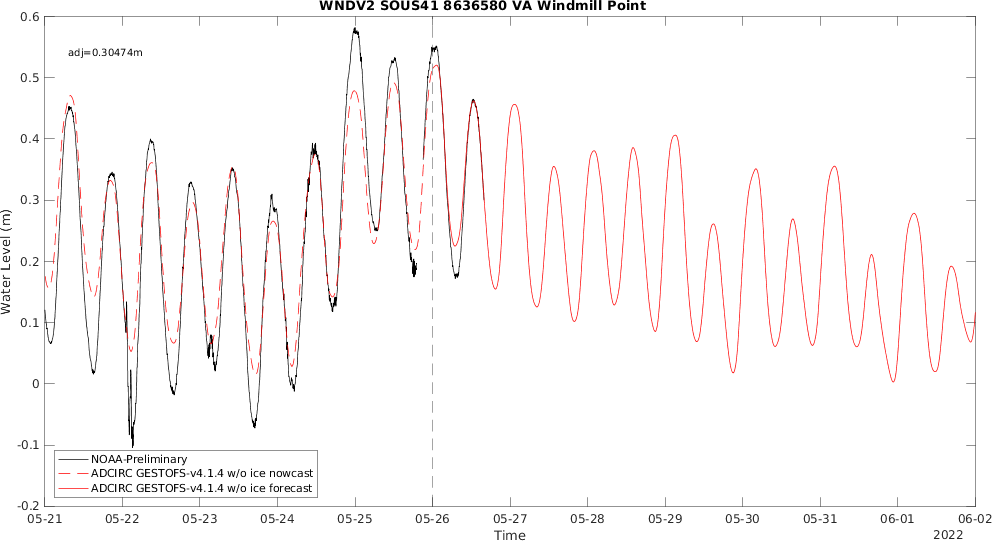 WNDV2 SOUS41 8636580 VA Windmill Point
adj=0.30474m
Water Level (m)
0.6
0.5
0.4
0.3
0.2
0.1
0
-0.1
-0.2
NOAA-Preliminary
ADCIRC GESTOFS-v4.1.4 w/o ice nowcast
ADCIRC GESTOFS-v4.1.4 w/o ice forecast
05-21 05-22 05-23 05-24 05-25 05-26 05-27 05-28 05-29 05-30 05-31 06-01 06-02
Time
2022